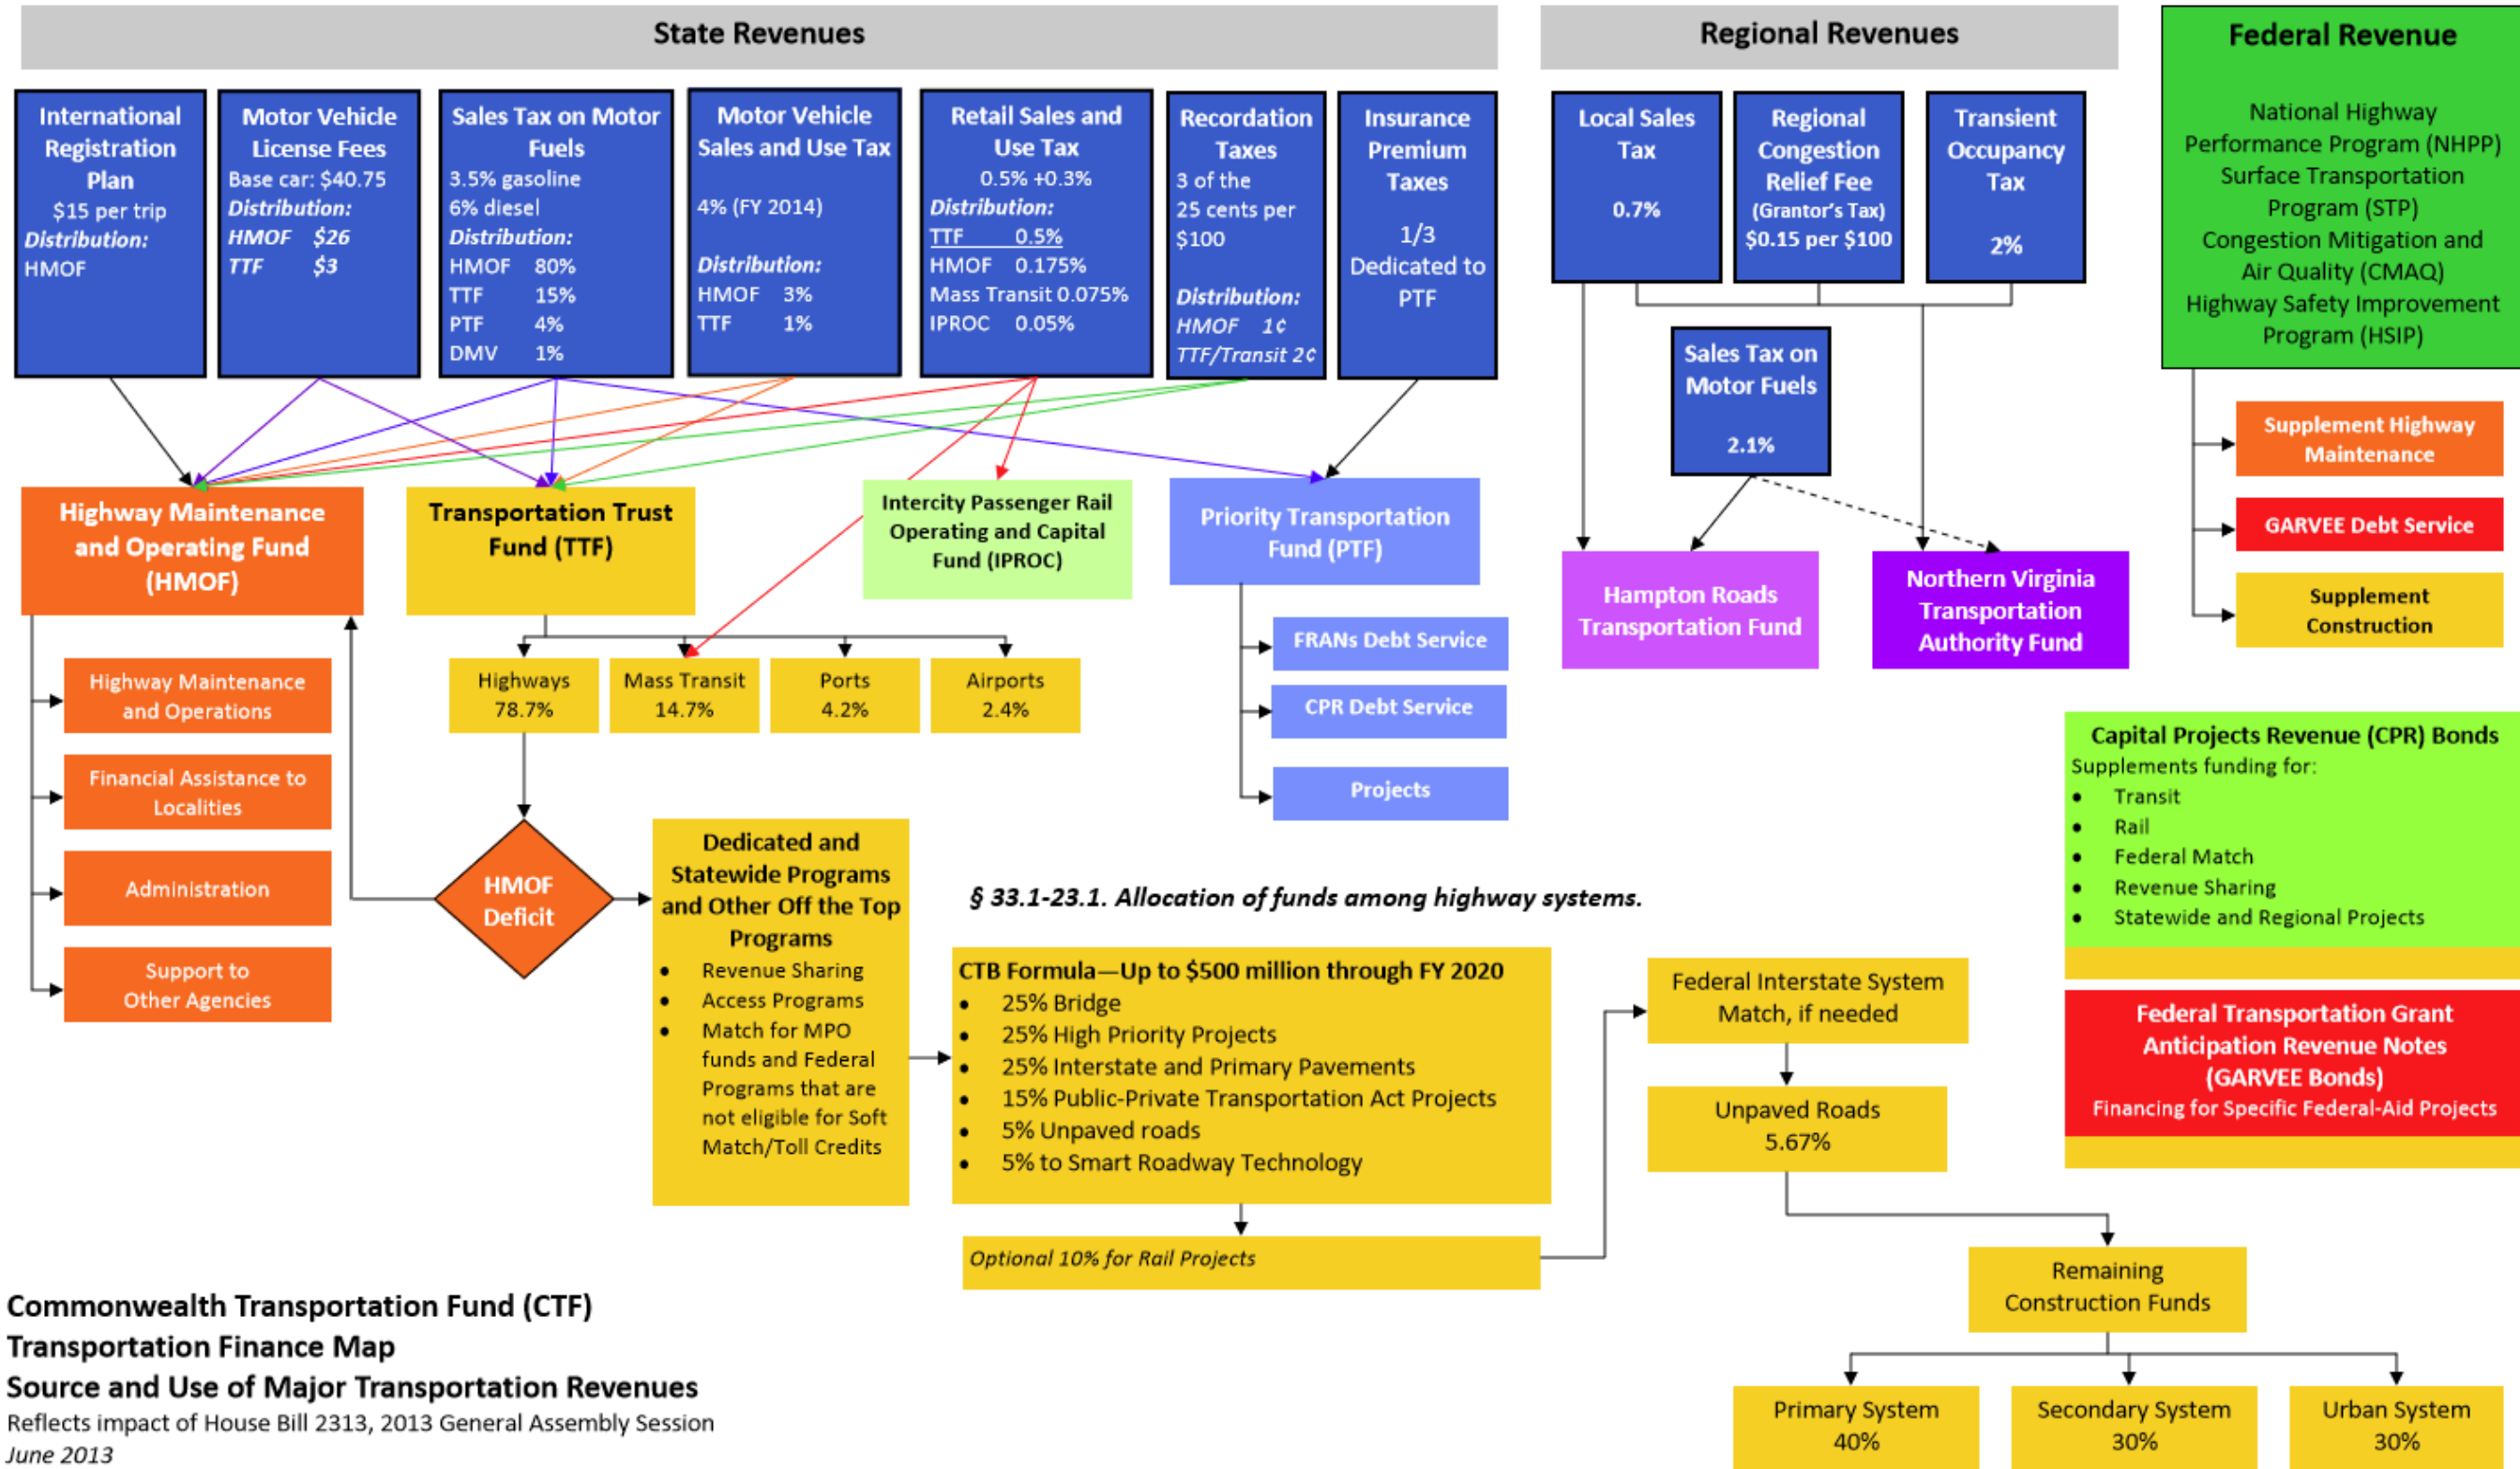 State Revenues
Regional Revenues
Federal Revenue
National Highway
Performance Program (NHPP)
Surface Transportation
Program (STP)
Congestion Mitigation and
Air Quality (CMAQ)
Highway Safety Improvement
Program (HSIP)
International
Registration
Plan
$15 per trip
Distribution:
HMOF
Motor Vehicle
License Fees
Base car: $40.75
Distribution:
HMOF $26
TTF $3
Sales Tax on Motor
Fuels
3.5% gasoline
6% diesel
Distribution:
HMOF 80%
TTF 15%
PTF 4%
DMV 1%
Motor Vehicle
Sales and Use Tax
4% (FY 2014)
Distribution:
HMOF 3%
TTF 1%
Retail Sales and
Use Tax
0.5% +0.3%
Distribution:
TTF 0.5%
HMOF 0.175%
Mass Transit 0.075%
IPROC 0.05%
Recordation
Taxes
3 of the
25 cents per
$100
Distribution:
HMOF 1¢
TTF/Transit 2¢
Insurance
Premium
Taxes
1/3
Dedicated to
PTF
Local Sales
Tax
0.7%
Regional
Congestion
Relief Fee
(Grantor's Tax)
$0.15 per $100
Transient
Occupancy
Tax
2%
Sales Tax on
Motor Fuels
2.1%
Supplement Highway
Maintenance
GARVEE Debt Service
Supplement
Construction
Highway Maintenance
and Operating Fund
(HMOF)
Transportation Trust
Fund (TTF)
Intercity Passenger Rail
Operating and Capital
Fund (IPROC)
Priority Transportation
Fund (PTF)
Hampton Roads
Transportation Fund
Northern Virginia
Transportation
Authority Fund
Highway Maintenance
and Operations
Financial Assistance to
Localities
Administration
Support to
Other Agencies
Highways
78.7%
Mass Transit
14.7%
Ports
4.2%
Airports
2.4%
FRANs Debt Service
CPR Debt Service
Projects
HMOF
Deficit
Dedicated and
Statewide Programs
and Other Off the Top
Programs
• Revenue Sharing
• Access Programs
• Match for MPO
funds and Federal
Programs that are
not eligible for Soft
Match/Toll Credits
§ 33.1-23.1. Allocation of funds among highway systems.
CTB Formula—Up to $500 million through FY 2020
• 25% Bridge
• 25% High Priority Projects
• 25% Interstate and Primary Pavements
• 15% Public-Private Transportation Act Projects
• 5% Unpaved roads
• 5% to Smart Roadway Technology
Optional 10% for Rail Projects
Federal Interstate System
Match, if needed
Unpaved Roads
5.67%
Remaining
Construction Funds
Primary System
40%
Secondary System
30%
Urban System
30%
Capital Projects Revenue (CPR) Bonds
Supplements funding for:
• Transit
• Rail
• Federal Match
• Revenue Sharing
• Statewide and Regional Projects
Federal Transportation Grant
Anticipation Revenue Notes
(GARVEE Bonds)
Financing for Specific Federal-Aid Projects
Commonwealth Transportation Fund (CTF)
Transportation Finance Map
Source and Use of Major Transportation Revenues
Reflects impact of House Bill 2313, 2013 General Assembly Session
June 2013